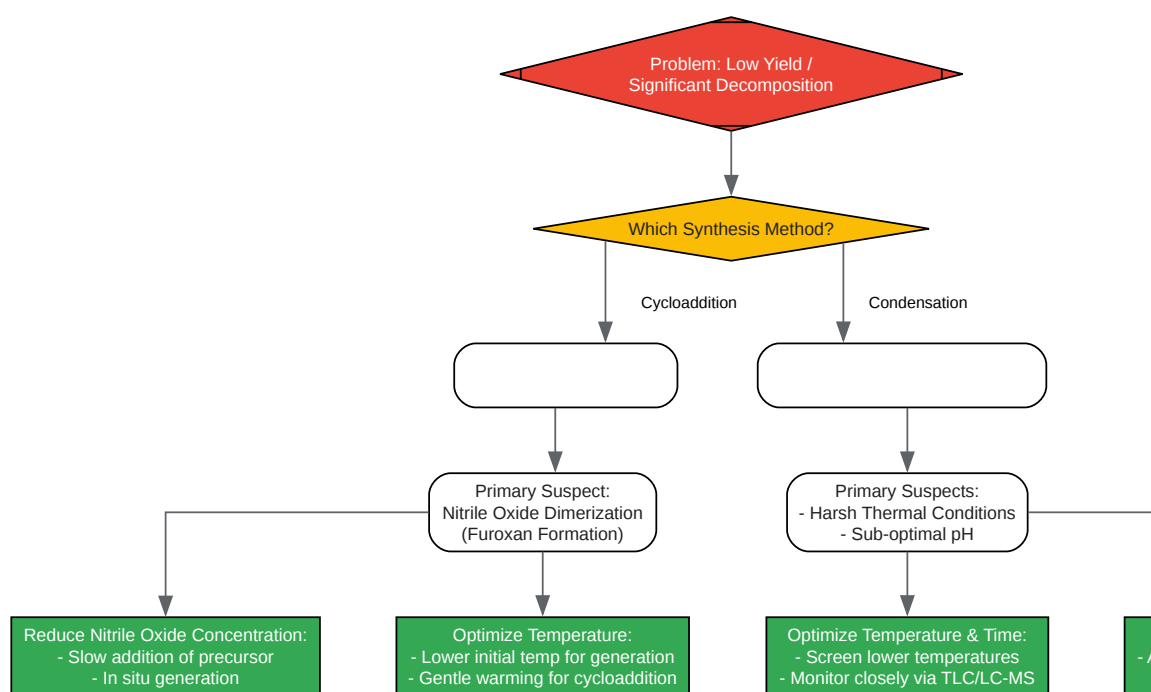 Problem: Low Yield /
Significant Decomposition
Which Synthesis Method?
Cycloaddition
Condensation
Primary Suspect:
Nitrile Oxide Dimerization
(Furoxan Formation)
Primary Suspects:
- Harsh Thermal Conditions
- Sub-optimal pH
Reduce Nitrile Oxide Concentration:
- Slow addition of precursor
- In situ generation
Optimize Temperature:
- Lower initial temp for generation
- Gentle warming for cycloaddition
Optimize Temperature & Time:
- Screen lower temperatures
- Monitor closely via TLC/LC-MS